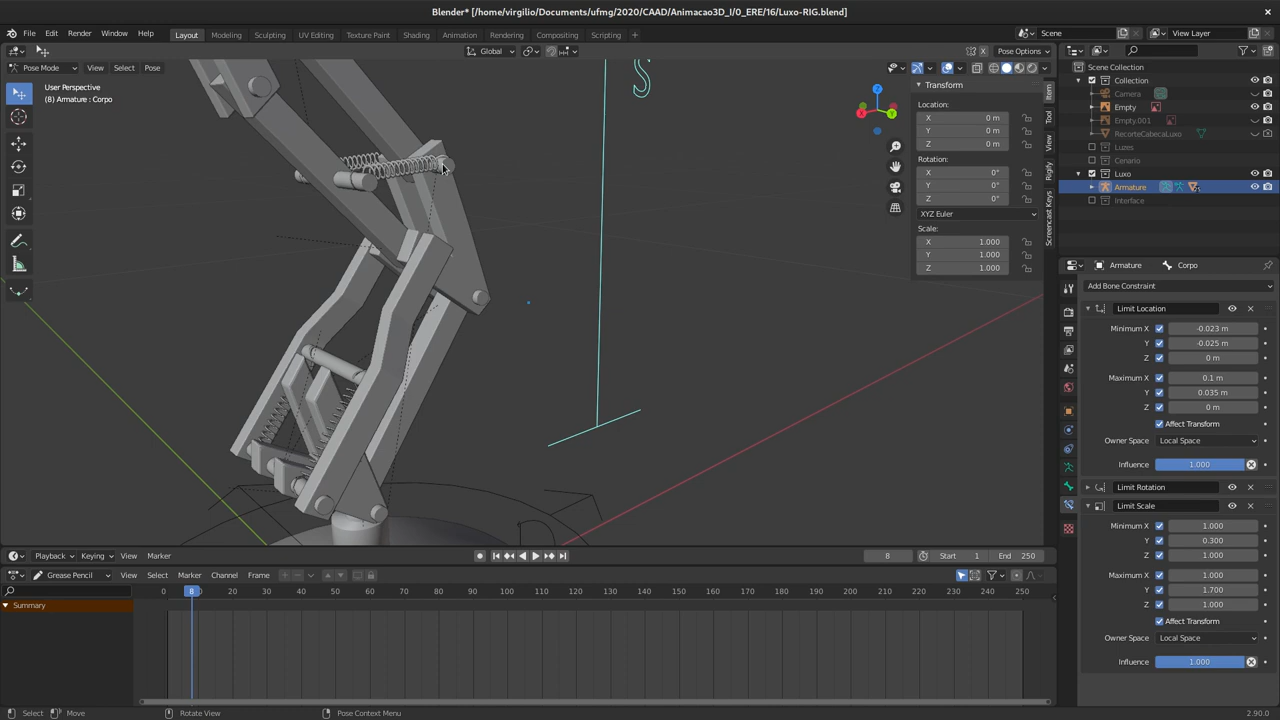 Blender* [/home/virgilio/Documents/ufmg/2020/CAAD/Animacao3D_I/0_ERE/16/Luxo-RIG.blend]
File Edit Render Window Help Layout Modeling Sculpting UV Editing Texture Paint Shading Animation Rendering Compositing Scripting Scene View Layer
Global Pose Options
Pose Mode View Select Pose
User Perspective
(8) Armature : Corpo
S
Z
X
Y
Transform
Location:
X 0 m
Y 0 m
Z 0 m
Rotation:
X 0°
Y 0°
Z 0°
XYZ Euler
Scale:
X 1.000
Y 1.000
Z 1.000
Item
Tool
View
Rigify
Screencast Keys
Scene Collection
Collection
Camera
Empty
Empty.001
RecorteCabecaLuxo
Luzes
Cenario
Luxo
Armature
Interface
Armature Corpo
Add Bone Constraint
Limit Location
Minimum X -0.023 m
Y -0.025 m
Z 0 m
Maximum X 0.1 m
Y 0.035 m
Z 0 m
Affect Transform
Owner Space Local Space
Influence 1.000
Limit Rotation
Limit Scale
Minimum X 1.000
Y 0.300
Z 1.000
Maximum X 1.000
Y 1.700
Z 1.000
Affect Transform
Owner Space Local Space
Influence 1.000
Playback Keying View Marker 8 Start 1 End 250
Grease Pencil View Select Marker Channel Frame
0 8 20 30 40 50 60 70 80 90 100 110 120 130 140 150 160 170 180 190 200 210 220 230 240 250
Summary
Select Move Rotate View Pose Context Menu 2.90.0